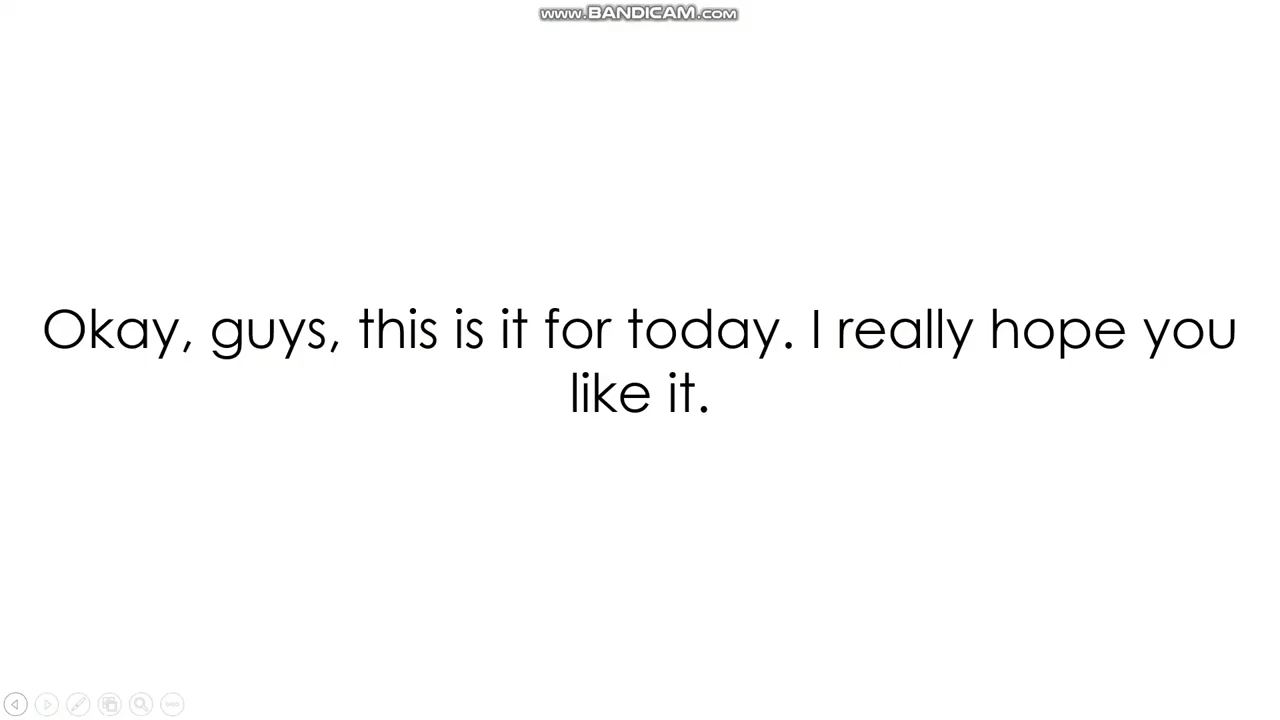 www.BANDICAM.com
Okay, guys, this is it for today. I really hope you
like it.